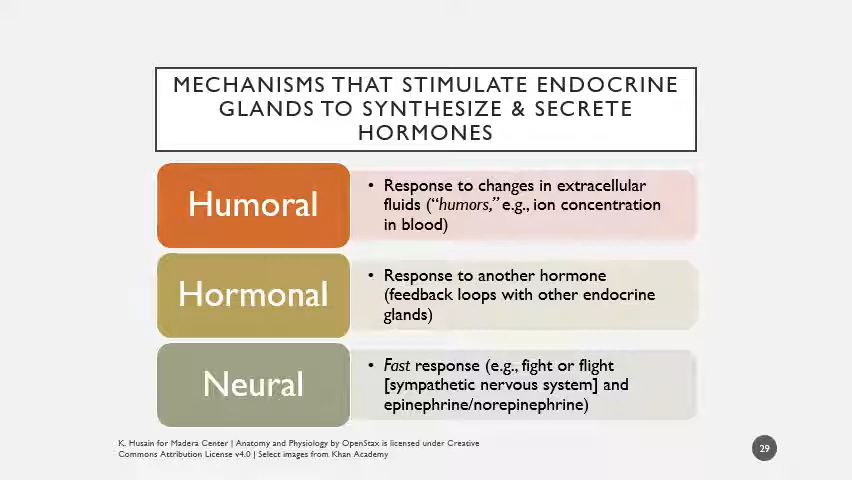 MECHANISMS THAT STIMULATE ENDOCRINE
GLANDS TO SYNTHESIZE & SECRETE
HORMONES
Humoral
• Response to changes in extracellular
fluids (“humors,” e.g., ion concentration
in blood)
Hormonal
• Response to another hormone
(feedback loops with other endocrine
glands)
Neural
• Fast response (e.g., fight or flight
[sympathetic nervous system] and
epinephrine/norepinephrine)
K. Husain for Madera Center | Anatomy and Physiology by OpenStax is licensed under Creative
Commons Attribution License v4.0 | Select images from Khan Academy
29